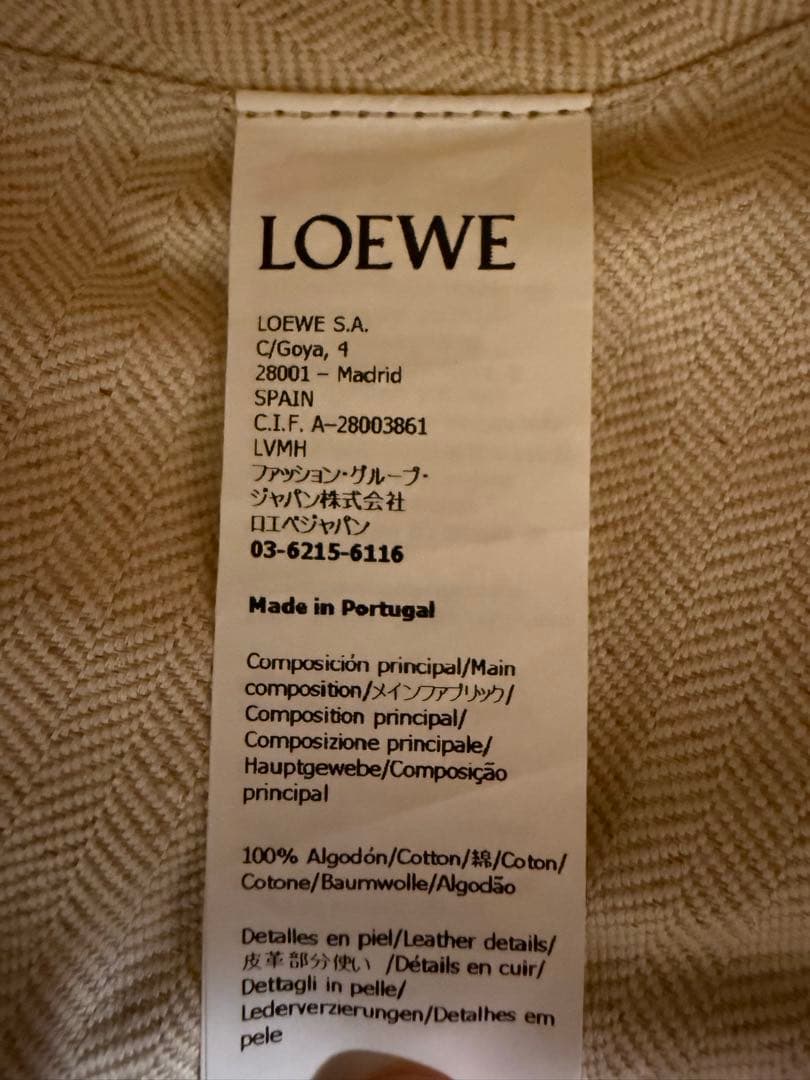 LOEWE
LOEWE S.A.
C/Goya, 4
28001 – Madrid
SPAIN
C.I.F. A–28003861
LVMH
ファッション・グループ・
ジャパン株式会社
ロエベジャパン
03-6215-6116
Made in Portugal
Composición principal/Main
composition/メインファブリック/
Composition principal/
Composizione principale/
Hauptgewebe/Composição
principal
100% Algodón/Cotton/綿/Coton/
Cotone/Baumwolle/Algodão
Detalles en piel/Leather details/
皮革部分使い /Détails en cuir/
Dettagli in pelle/
Lederverzierungen/Detalhes em
pele